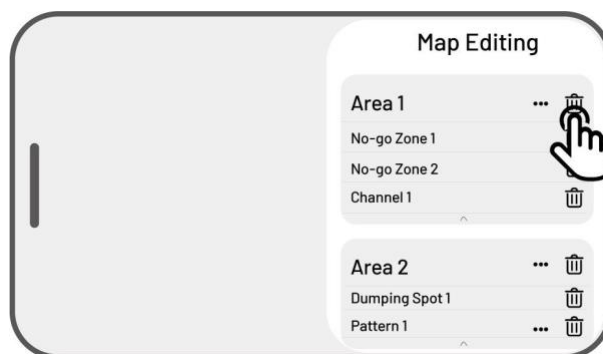 Map Editing
Area 1
No-go Zone 1
No-go Zone 2
Channel 1
Area 2
Dumping Spot 1
Pattern 1